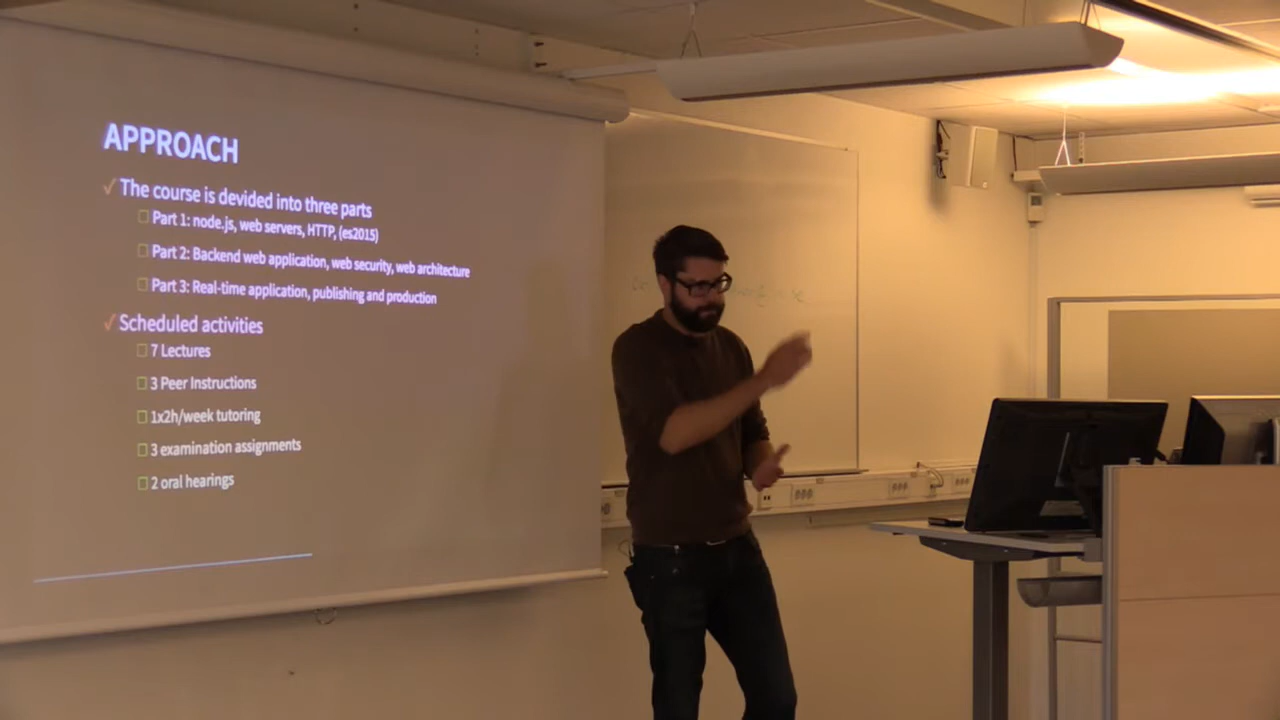 APPROACH
✓ The course is devided into three parts
Part 1: node.js, web servers, HTTP, (es2015)
Part 2: Backend web application, web security, web architecture
Part 3: Real-time application, publishing and production
✓ Scheduled activities
7 Lectures
3 Peer Instructions
1x2h/week tutoring
3 examination assignments
2 oral hearings